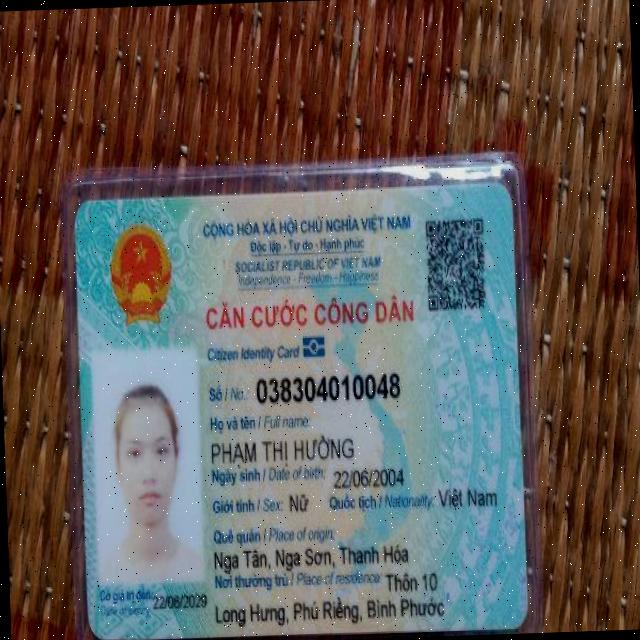 CỘNG HÒA XÃ HỘI CHỦ NGHĨA VIỆT NAM
Độc lập - Tự do - Hạnh phúc
SOCIALIST REPUBLIC OF VIET NAM
Independence - Freedom - Happiness
CĂN CƯỚC CÔNG DÂN
Citizen Identity Card
Số / No.: 038304010048
Họ và tên / Full name:
PHẠM THỊ HƯỜNG
Ngày sinh / Date of birth: 22/06/2004
Giới tính / Sex: Nữ Quốc tịch / Nationality: Việt Nam
Quê quán / Place of origin:
Nga Tân, Nga Sơn, Thanh Hóa
Nơi thường trú / Place of residence: Thôn 10
Long Hưng, Phú Riềng, Bình Phước
Có giá trị đến: 22/06/2029
Date of expiry